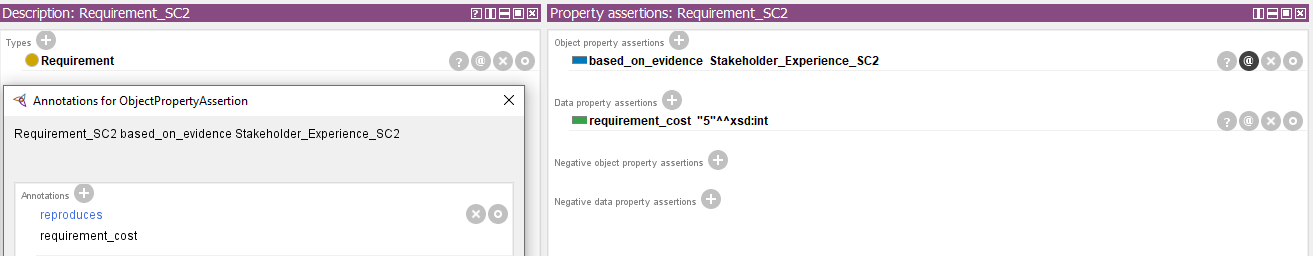 Description: Requirement_SC2
Types
Requirement
Annotations for ObjectPropertyAssertion
Requirement_SC2 based_on_evidence Stakeholder_Experience_SC2
Annotations
reproduces
requirement_cost
Property assertions: Requirement_SC2
Object property assertions
based_on_evidence Stakeholder_Experience_SC2
Data property assertions
requirement_cost "5"^^xsd:int
Negative object property assertions
Negative data property assertions